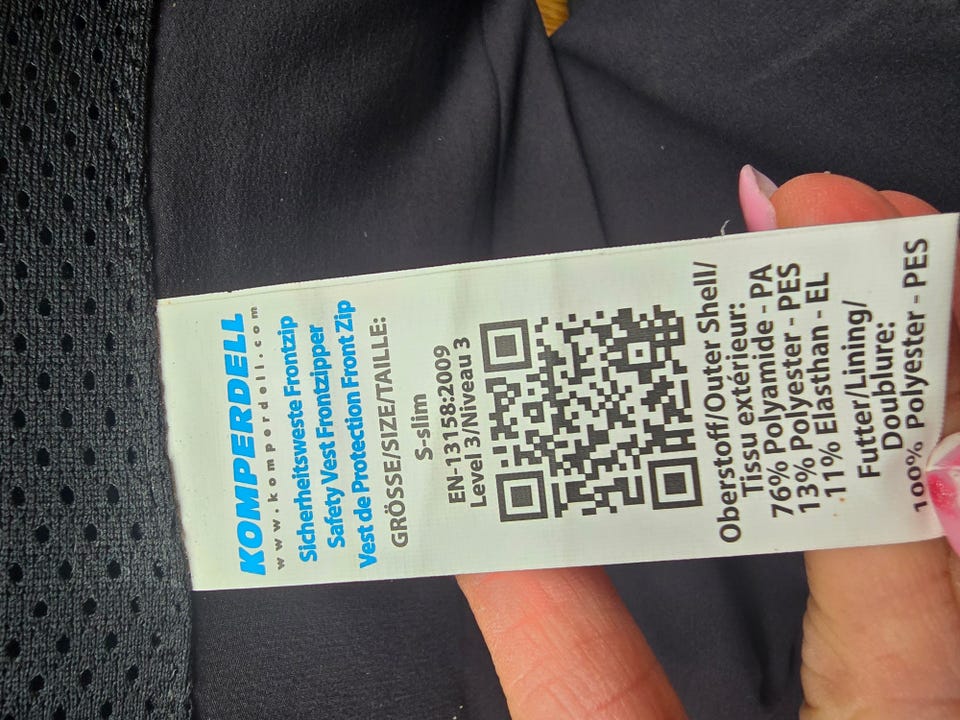 KOMPERDELL
www.komperdell.com
Sicherheitsweste Frontzip
Safety Vest Frontzipper
Vest de Protection Front Zip
GRÖSSE/SIZE/TAILLE:
S-slim
EN-13158:2009
Level 3/Niveau 3
Oberstoff/Outer Shell/
Tissu extérieur:
76% Polyamide - PA
13% Polyester - PES
11% Elasthan - EL
Futter/Lining/
Doublure:
100% Polyester - PES